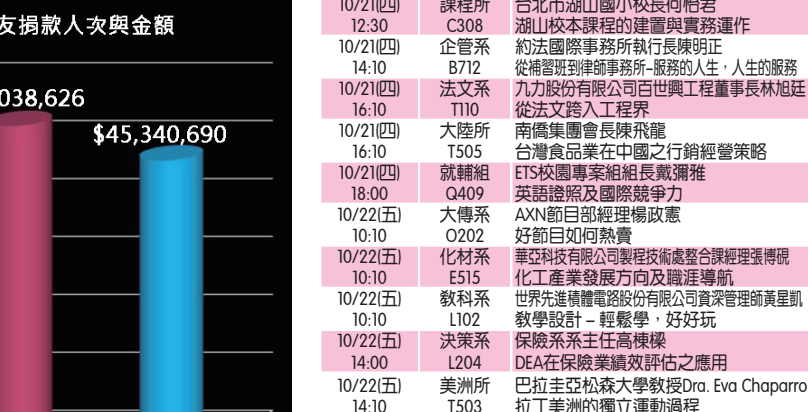 友捐款人次與金額
038,626
$45,340,690
10/21(四) 課程所 台北市湖山國小校長何怡君
12:30 C308 湖山校本課程的建置與實務運作
10/21(四) 企管系 約法國際事務所執行長陳明正
14:10 B712 從補習班到律師事務所–服務的人生，人生的服務
10/21(四) 法文系 九力股份有限公司百世興工程董事長林旭廷
16:10 T110 從法文跨入工程界
10/21(四) 大陸所 南僑集團會長陳飛龍
16:10 T505 台灣食品業在中國之行銷經營策略
10/21(四) 就輔組 ETS校園專案組組長戴彌雅
18:00 Q409 英語證照及國際競爭力
10/22(五) 大傳系 AXN節目部經理楊政憲
10:10 O202 好節目如何熱賣
10/22(五) 化材系 華亞科技有限公司製程技術處整合課經理張博硯
10:10 E515 化工產業發展方向及職涯導航
10/22(五) 教科系 世界先進積體電路股份有限公司資深管理師黃星凱
10:10 L102 教學設計 – 輕鬆學，好好玩
10/22(五) 決策系 保險系系主任高棟樑
14:00 L204 DEA在保險業績效評估之應用
10/22(五) 美洲所 巴拉圭亞松森大學教授Dra. Eva Chaparro
14:10 T503 拉丁美洲的獨立運動過程